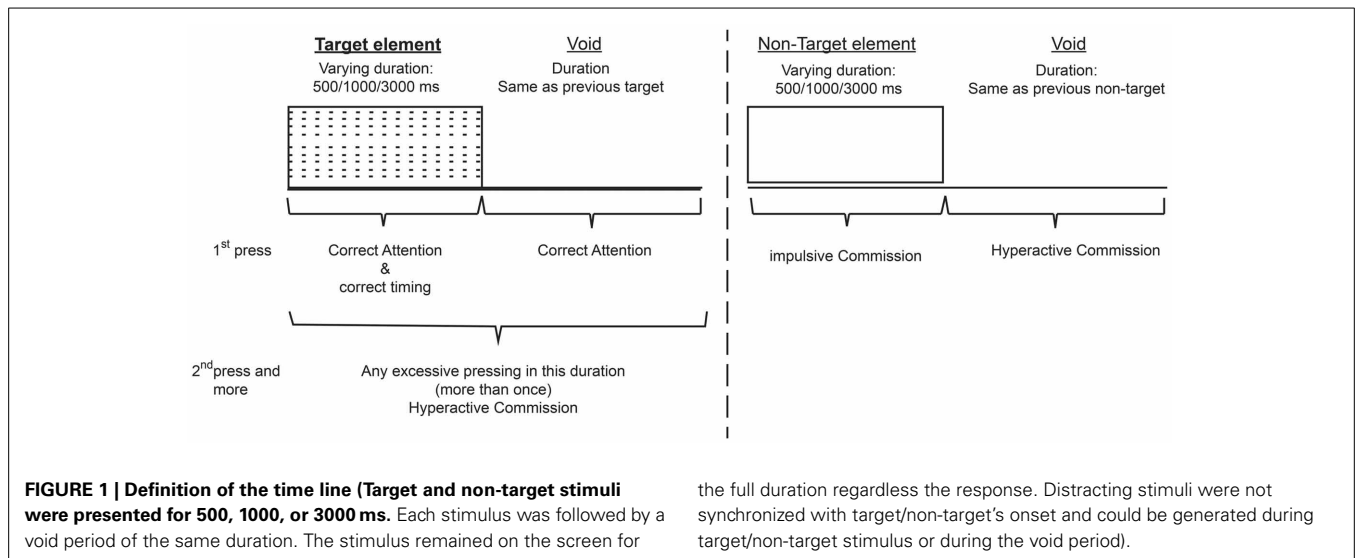 Target element
Void
Non-Target element
Void
Varying duration:
500/1000/3000 ms
Duration
Same as previous target
Varying duration:
500/1000/3000 ms
Duration:
Same as previous non-target
1st press
Correct Attention
&
correct timing
Correct Attention
impulsive Commission
Hyperactive Commission
2nd press and
more
Any excessive pressing in this duration
(more than once)
Hyperactive Commission
FIGURE 1 | Definition of the time line (Target and non-target stimuli
were presented for 500, 1000, or 3000 ms. Each stimulus was followed by a
void period of the same duration. The stimulus remained on the screen for
the full duration regardless the response. Distracting stimuli were not
synchronized with target/non-target's onset and could be generated during
target/non-target stimulus or during the void period).